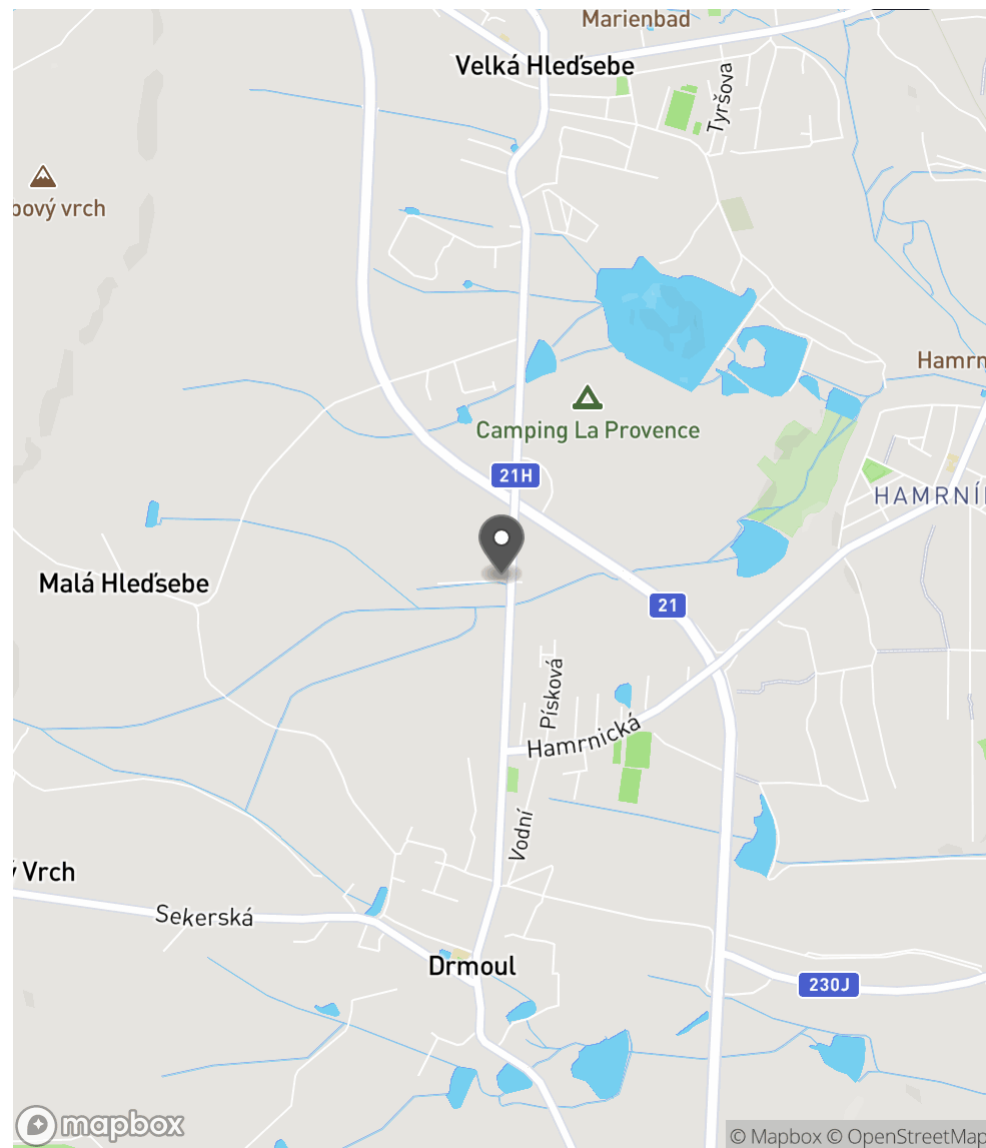 Marienbad
Velká Hleďsebe
Tyršova
pový vrch
Hamrn
Camping La Provence
21H
HAMRNÍ
Malá Hleďsebe
21
Písková
Hamrnická
Vodní
Vrch
Sekerská
Drmoul
230J
mapbox
© Mapbox © OpenStreetMap